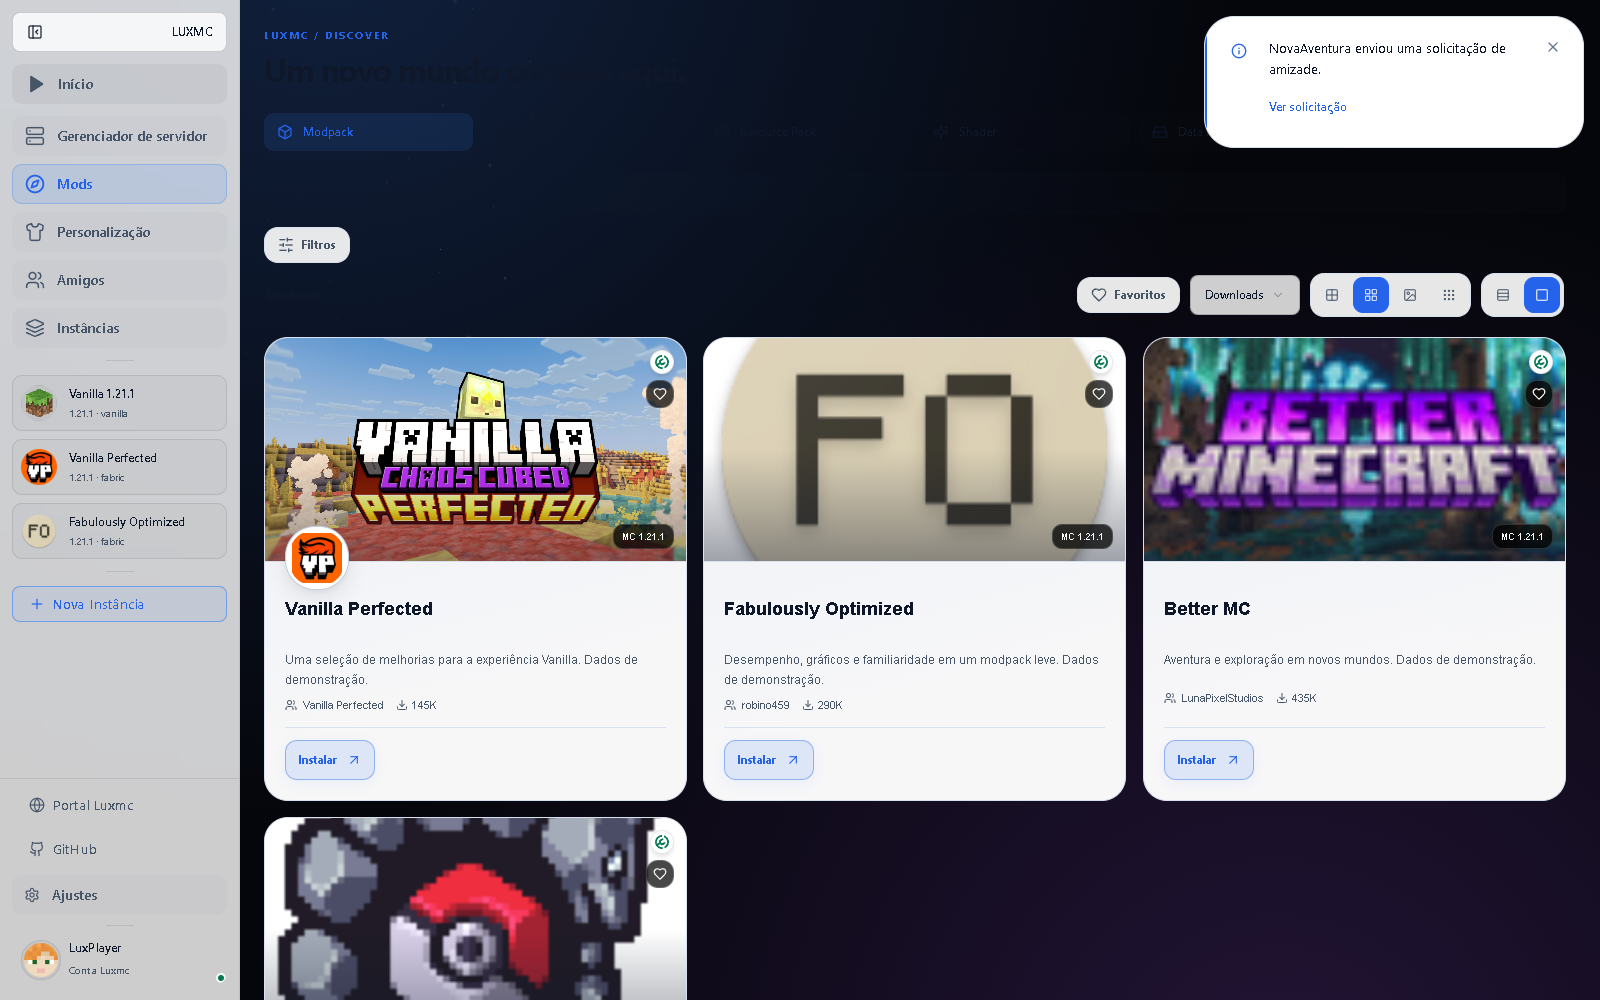 LUXMC
Início
Gerenciador de servidor
Mods
Personalização
Amigos
Instâncias
Vanilla 1.21.1
1.21.1 · vanilla
Vanilla Perfected
1.21.1 · fabric
FO
Fabulously Optimized
1.21.1 · fabric
Nova Instância
Portal Luxmc
GitHub
Ajustes
LuxPlayer
Conta Luxmc
LUXMC / DISCOVER
Um novo mundo
Modpack
Resource Pack
Shader
Data
NovaAventura enviou uma solicitação de
amizade.
Ver solicitação
Filtros
Favoritos
Downloads
VANILLA
CHAOS CUBED
PERFECTED
MC 1.21.1
VP
Vanilla Perfected
Uma seleção de melhorias para a experiência Vanilla. Dados de
demonstração.
Vanilla Perfected
145K
Instalar
FO
MC 1.21.1
Fabulously Optimized
Desempenho, gráficos e familiaridade em um modpack leve. Dados
de demonstração.
robino459
290K
Instalar
BETTER
MINECRAFT
MC 1.21.1
Better MC
Aventura e exploração em novos mundos. Dados de demonstração.
LunaPixelStudios
435K
Instalar